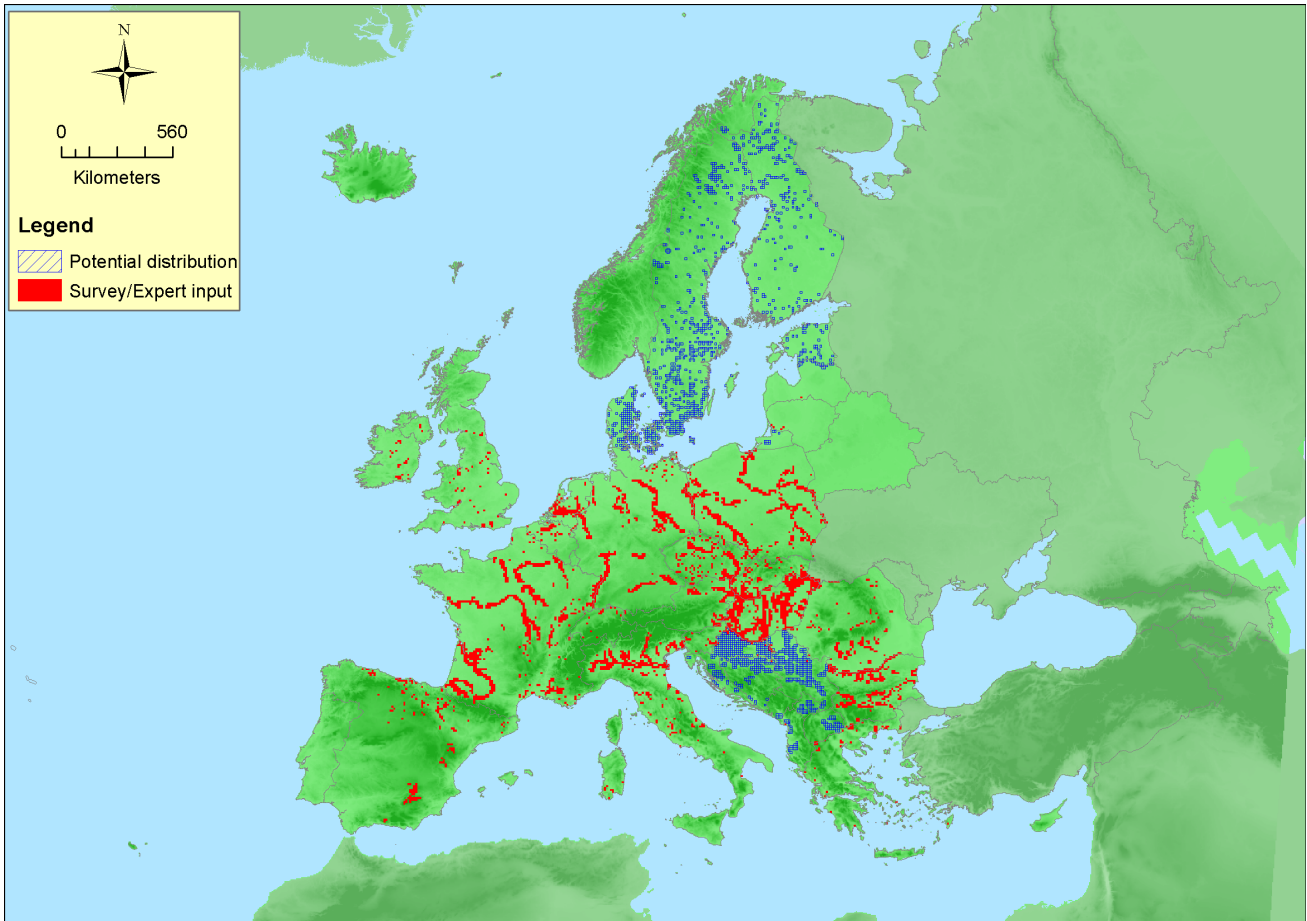 N
0 560
Kilometers
Legend
Potential distribution
Survey/Expert input